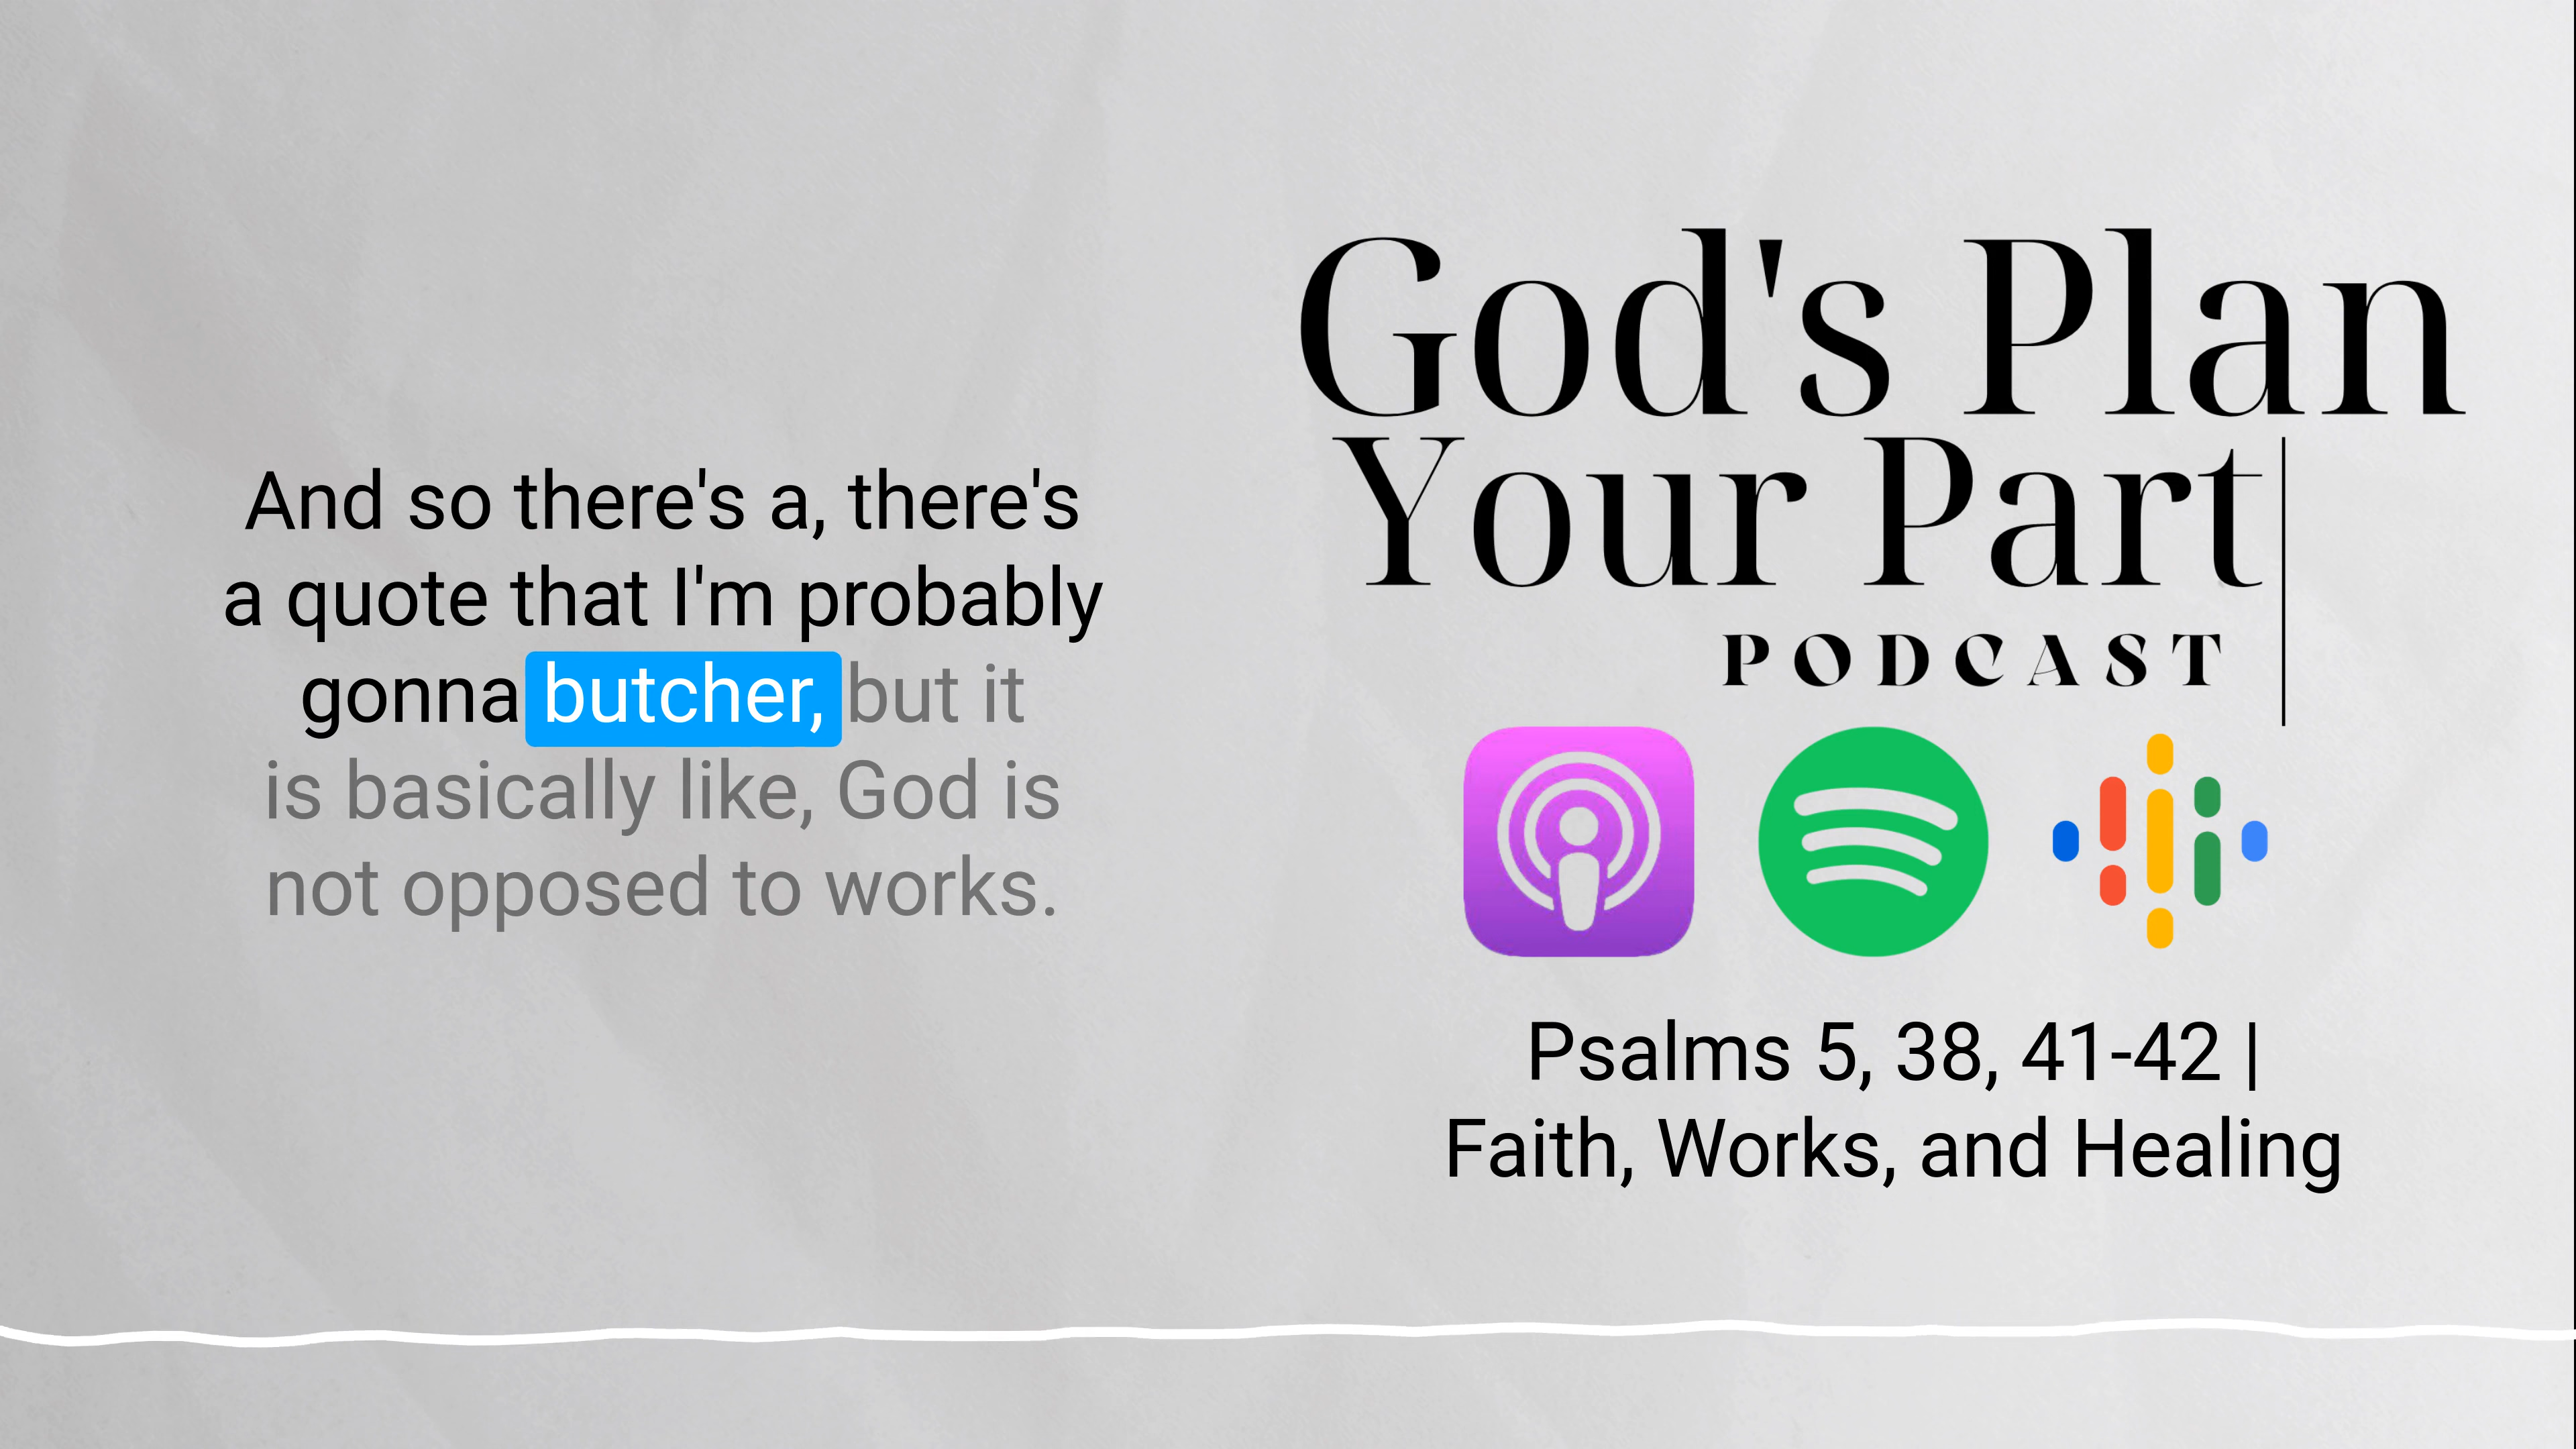 And so there's a, there's
a quote that I'm probably
gonna butcher, but it
is basically like, God is
not opposed to works.
God's Plan
Your Part
PODCAST
Psalms 5, 38, 41-42 |
Faith, Works, and Healing